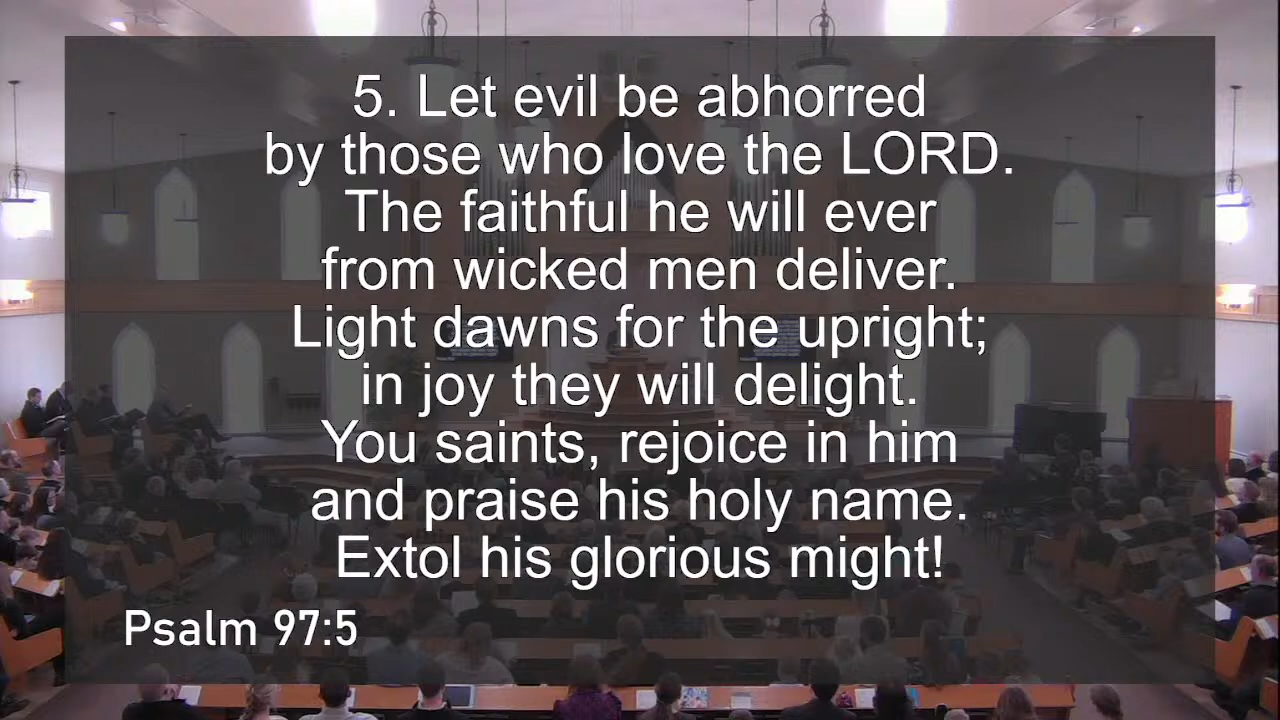 5. Let evil be abhorred
by those who love the LORD.
The faithful he will ever
from wicked men deliver.
Light dawns for the upright;
in joy they will delight.
You saints, rejoice in him
and praise his holy name.
Extol his glorious might!
Psalm 97:5